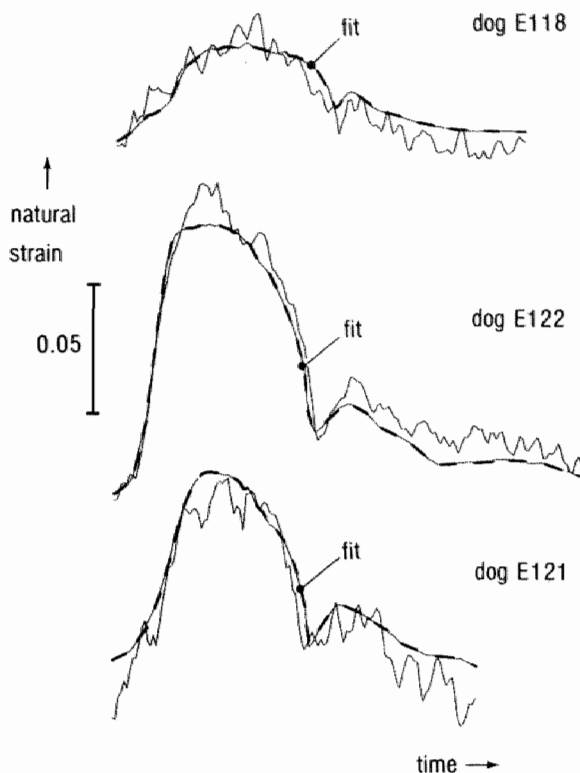 fit
dog E118
↑
natural
strain
0.05
fit
dog E122
fit
dog E121
time →